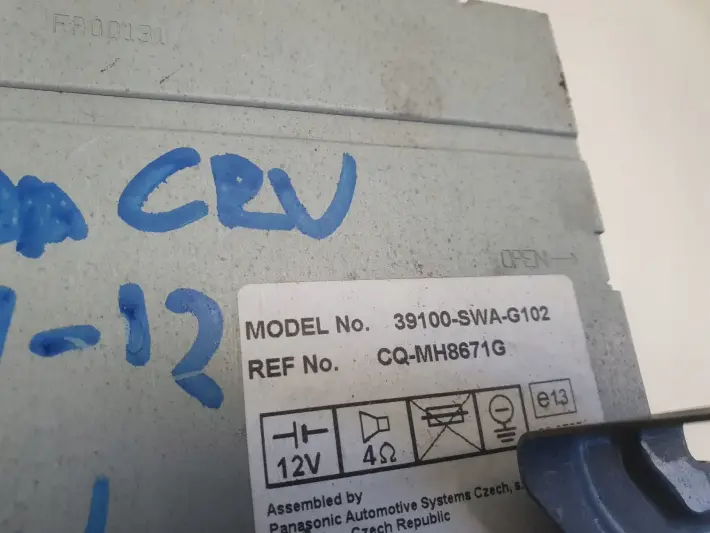 FA00131
CRV
-12
OPEN
MODEL No. 39100-SWA-G102
REF No. CQ-MH8671G
e13
12V
4Ω
Assembled by
Panasonic Automotive Systems Czech, s.
Czech Republic